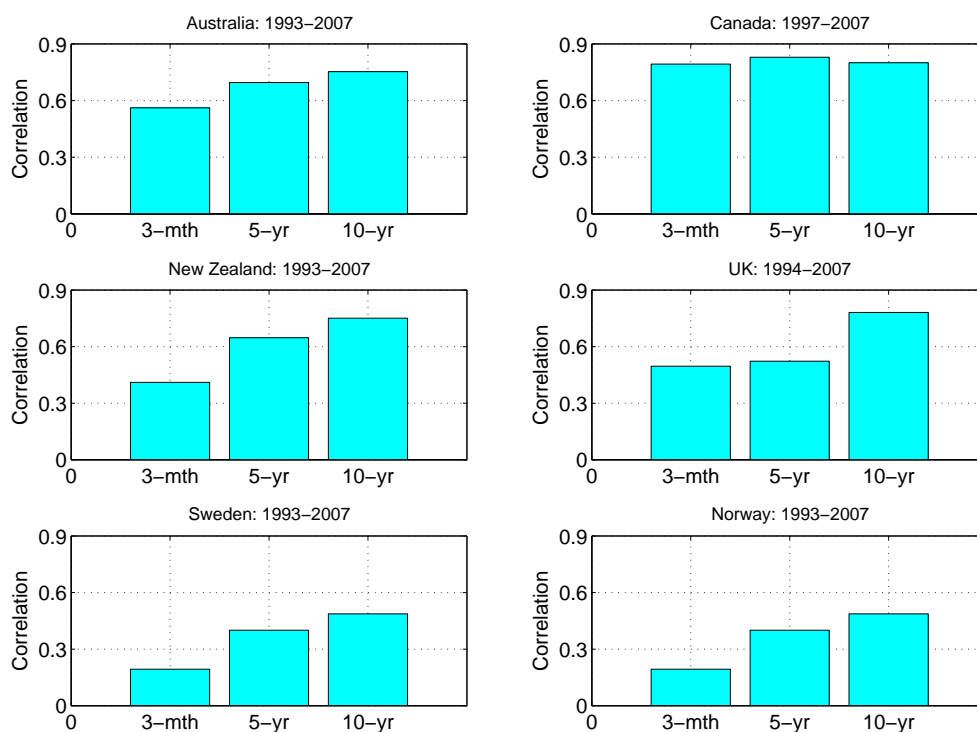 Australia: 1993−2007
Correlation
0.9
0.6
0.3
0
0 3−mth 5−yr 10−yr
Canada: 1997−2007
Correlation
0.9
0.6
0.3
0
0 3−mth 5−yr 10−yr
New Zealand: 1993−2007
Correlation
0.9
0.6
0.3
0
0 3−mth 5−yr 10−yr
UK: 1994−2007
Correlation
0.9
0.6
0.3
0
0 3−mth 5−yr 10−yr
Sweden: 1993−2007
Correlation
0.9
0.6
0.3
0
0 3−mth 5−yr 10−yr
Norway: 1993−2007
Correlation
0.9
0.6
0.3
0
0 3−mth 5−yr 10−yr